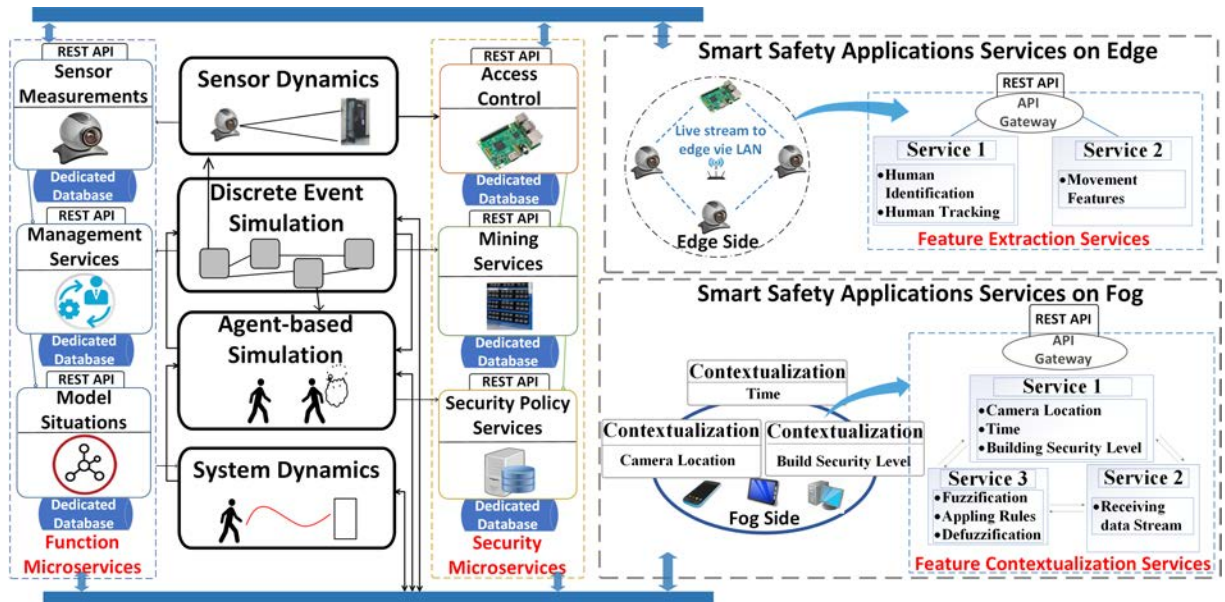 REST API
Sensor
Measurements
Dedicated
Database
REST API
Management
Services
Dedicated
Database
REST API
Model
Situations
Dedicated
Database
Function
Microservices
Sensor Dynamics
Discrete Event
Simulation
Agent-based
Simulation
System Dynamics
REST API
Access
Control
Dedicated
Database
REST API
Mining
Services
Dedicated
Database
REST API
Security Policy
Services
Dedicated
Database
Security
Microservices
Smart Safety Applications Services on Edge
Live stream to
edge vie LAN
Edge Side
REST API
API
Gateway
Service 1
•Human
Identification
•Human Tracking
Service 2
•Movement
Features
Feature Extraction Services
Smart Safety Applications Services on Fog
Contextualization
Time
Contextualization
Camera Location
Contextualization
Build Security Level
Fog Side
REST API
API
Gateway
Service 1
•Camera Location
•Time
•Building Security Level
Service 3
•Fuzzification
•Appling Rules
•Defuzzification
Service 2
•Receiving
data Stream
Feature Contextualization Services